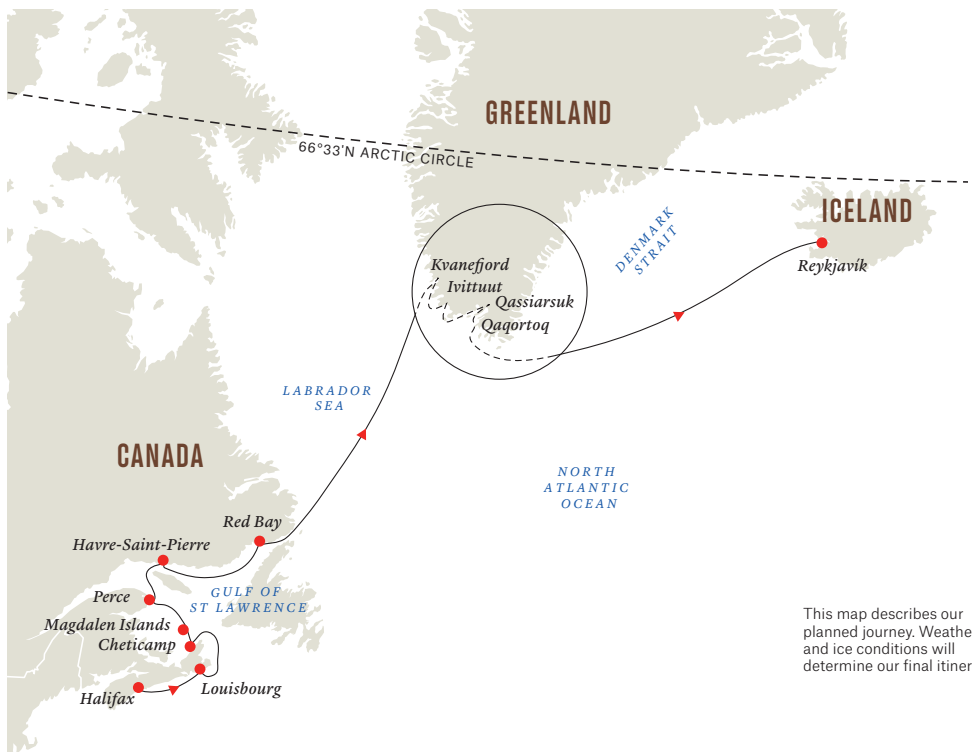 GREENLAND
66°33'N ARCTIC CIRCLE
ICELAND
DENMARK
STRAIT
Reykjavík
Kvanefjord
Ivittuut
Qassiarsuk
Qaqortoq
LABRADOR
SEA
CANADA
NORTH
ATLANTIC
OCEAN
Red Bay
Havre-Saint-Pierre
GULF OF
ST LAWRENCE
Perce
Magdalen Islands
Cheticamp
Louisbourg
Halifax
This map describes our
planned journey. Weathe
and ice conditions will
determine our final itiner